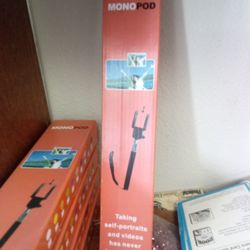 MONOPOD
Taking
self-portraits
and videos
has never
MONOPOD